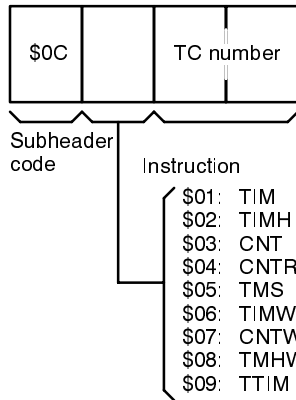 $0C TC number
Subheader
code
Instruction
$01: TIM
$02: TIMH
$03: CNT
$04: CNTR
$05: TMS
$06: TIMW
$07: CNTW
$08: TMHW
$09: TTIM